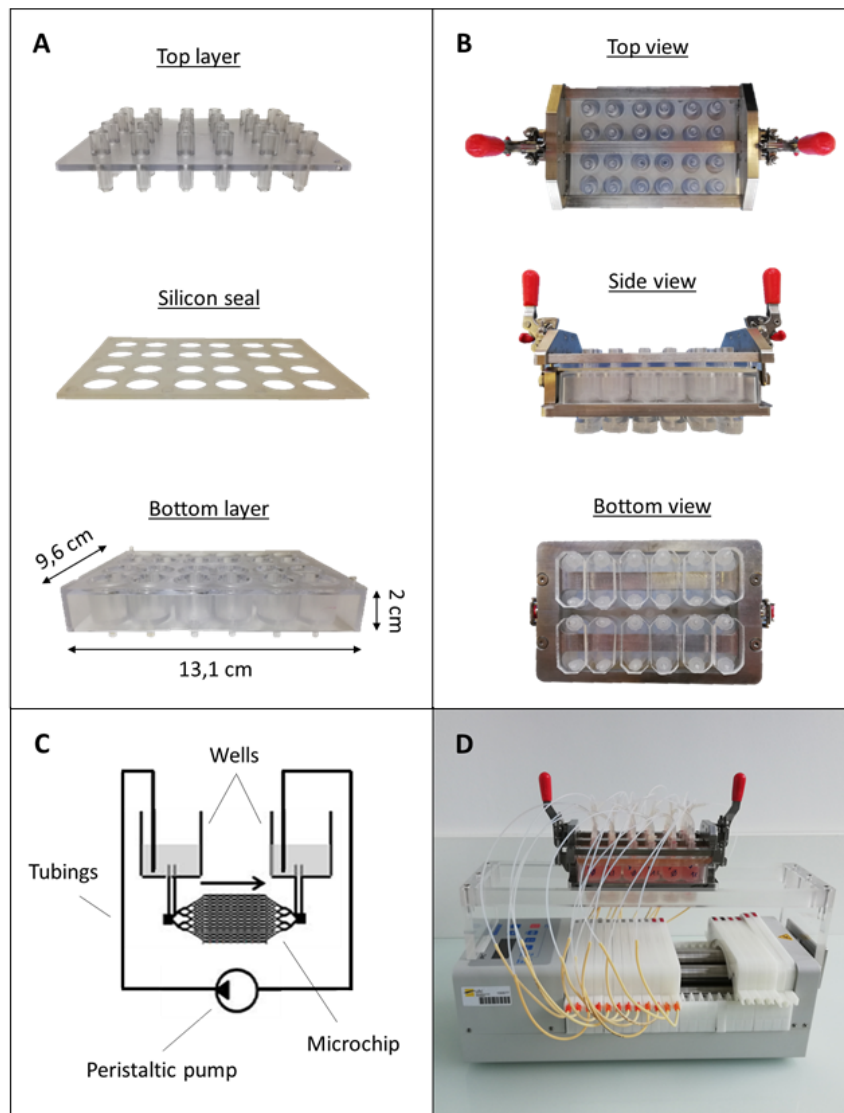 A
Top layer
Silicon seal
Bottom layer
9,6 cm
2 cm
13,1 cm
B
Top view
Side view
Bottom view
C
Wells
Tubings
Microchip
Peristaltic pump
D